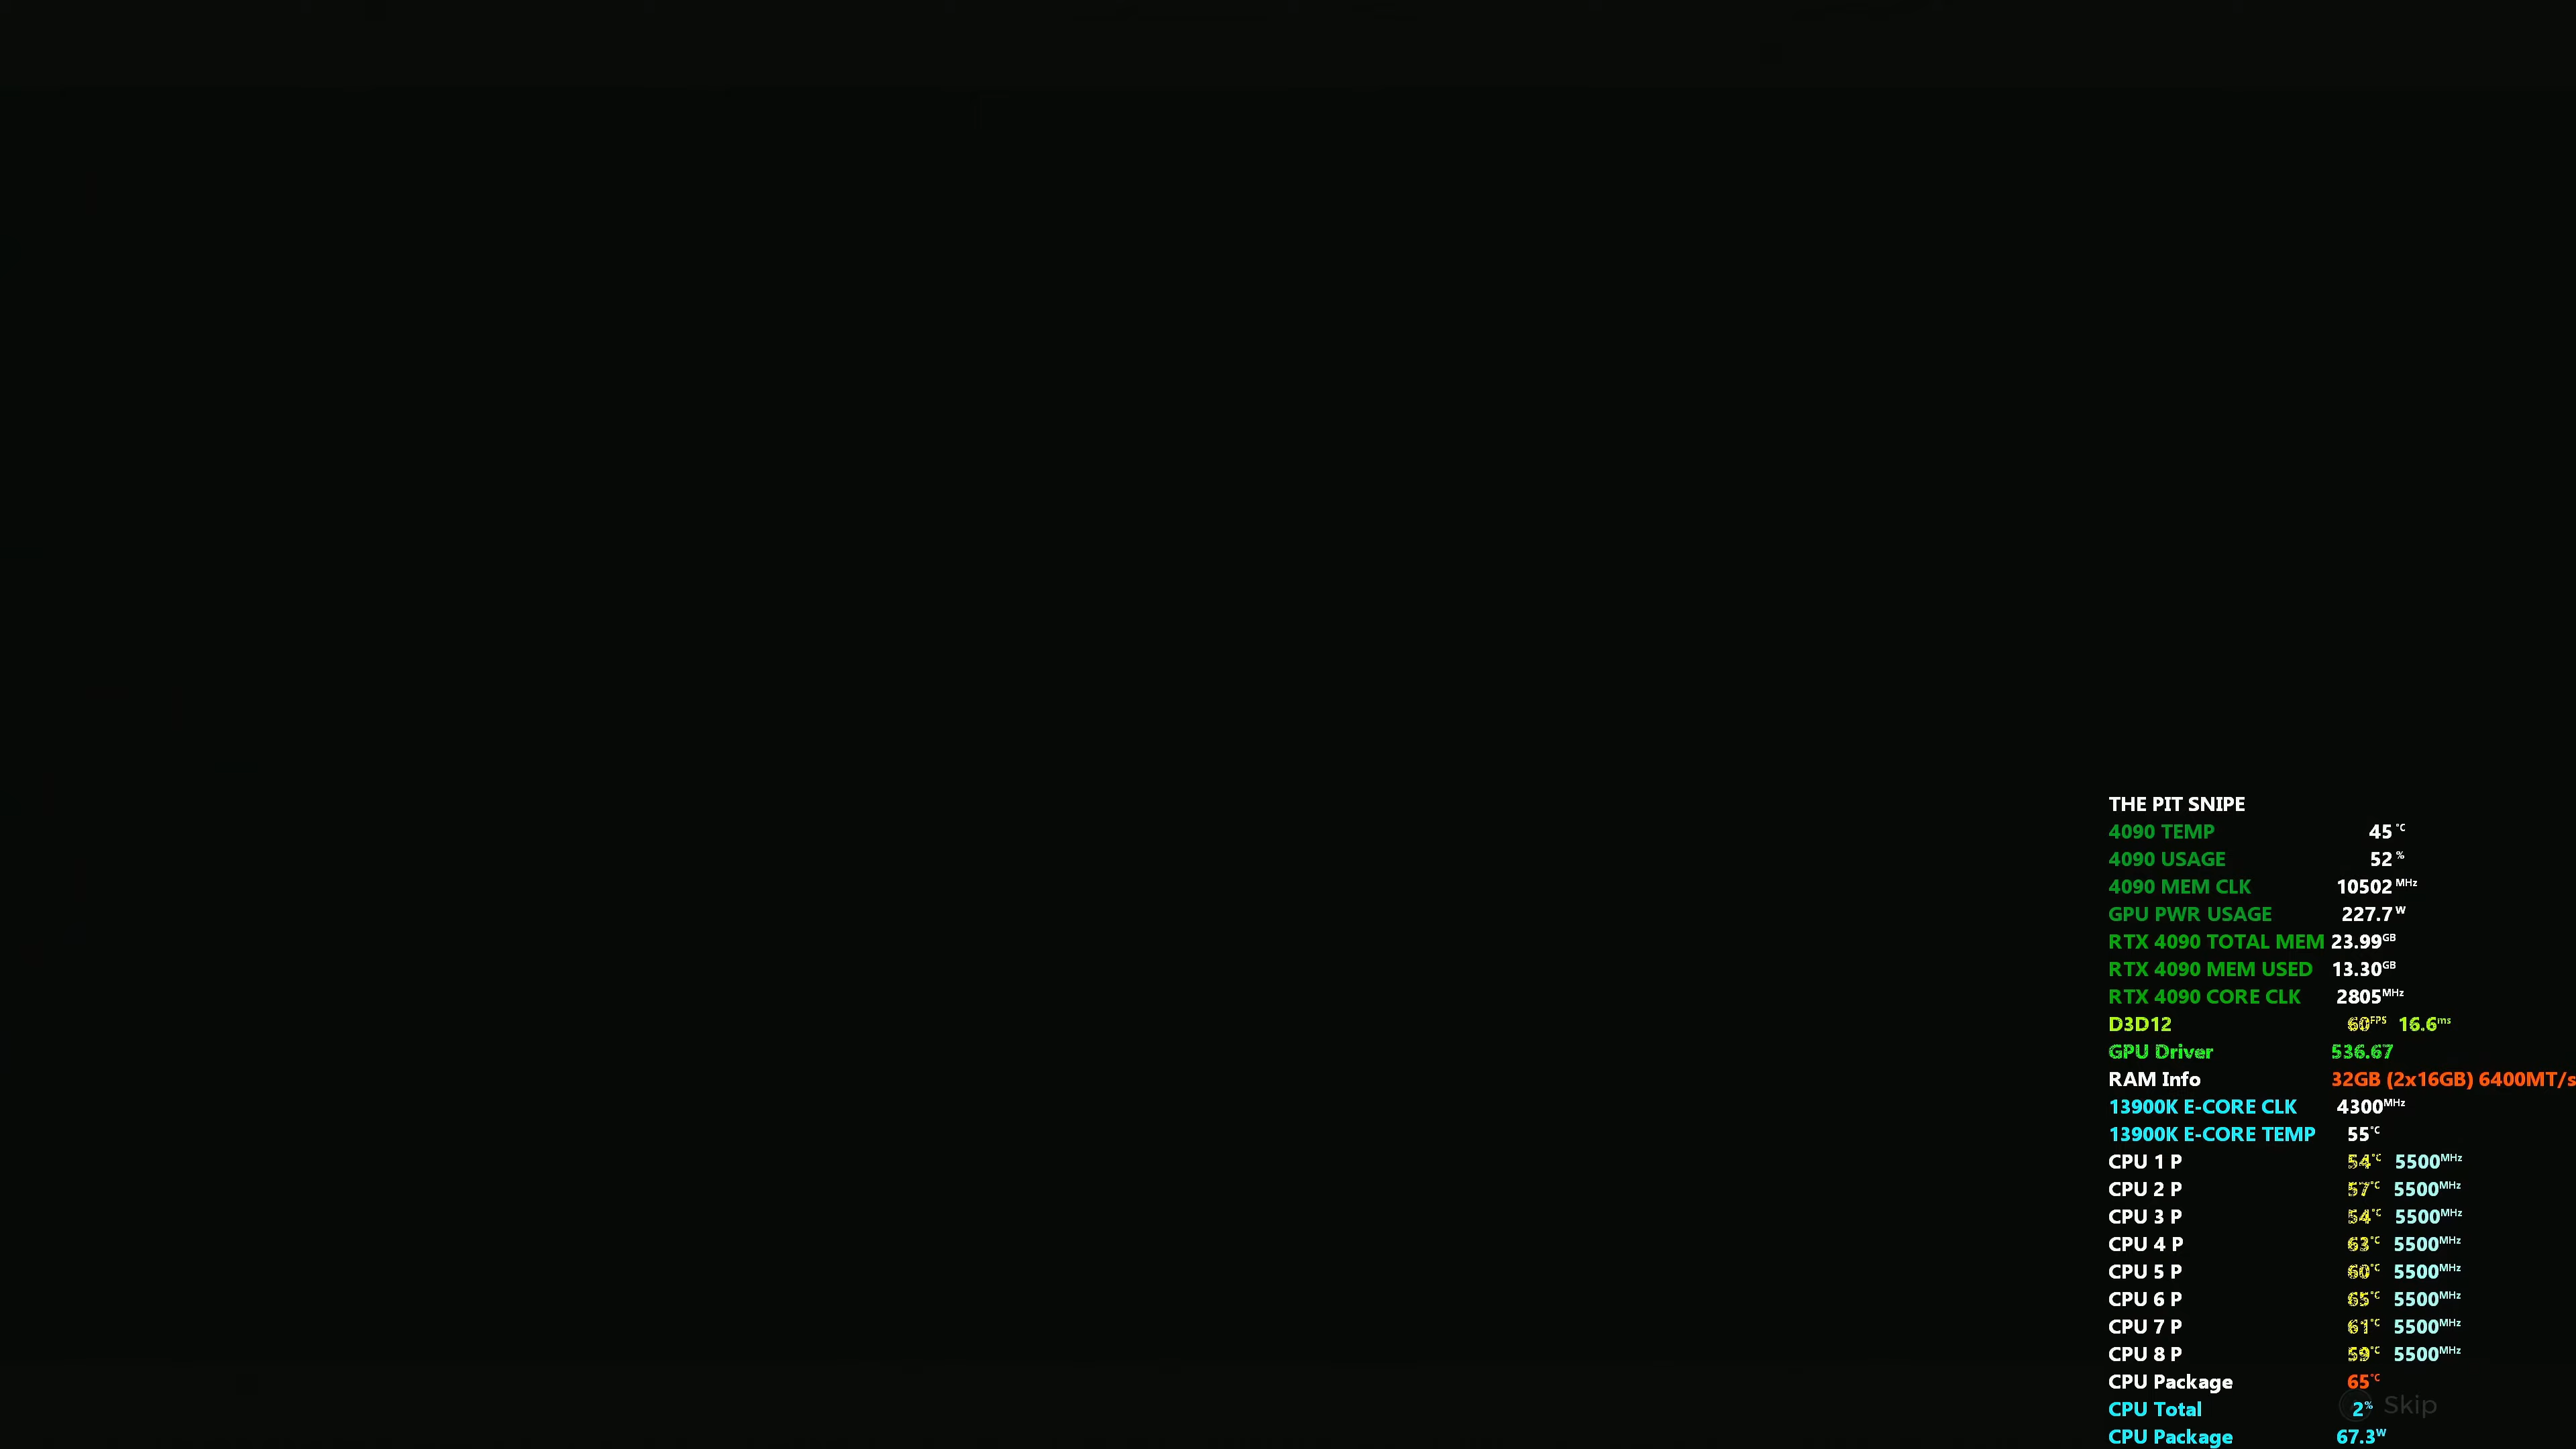 THE PIT SNIPE
4090 TEMP 45 °C
4090 USAGE 52 %
4090 MEM CLK 10502 MHz
GPU PWR USAGE 227.7 W
RTX 4090 TOTAL MEM 23.99 GB
RTX 4090 MEM USED 13.30 GB
RTX 4090 CORE CLK 2805 MHz
D3D12 60 FPS 16.6 ms
GPU Driver 536.67
RAM Info 32GB (2x16GB) 6400MT/s
13900K E-CORE CLK 4300 MHz
13900K E-CORE TEMP 55 °C
CPU 1 P 54 °C 5500 MHz
CPU 2 P 57 °C 5500 MHz
CPU 3 P 54 °C 5500 MHz
CPU 4 P 63 °C 5500 MHz
CPU 5 P 60 °C 5500 MHz
CPU 6 P 65 °C 5500 MHz
CPU 7 P 61 °C 5500 MHz
CPU 8 P 59 °C 5500 MHz
CPU Package 65 °C
Skip
CPU Total 2 %
CPU Package 67.3 W